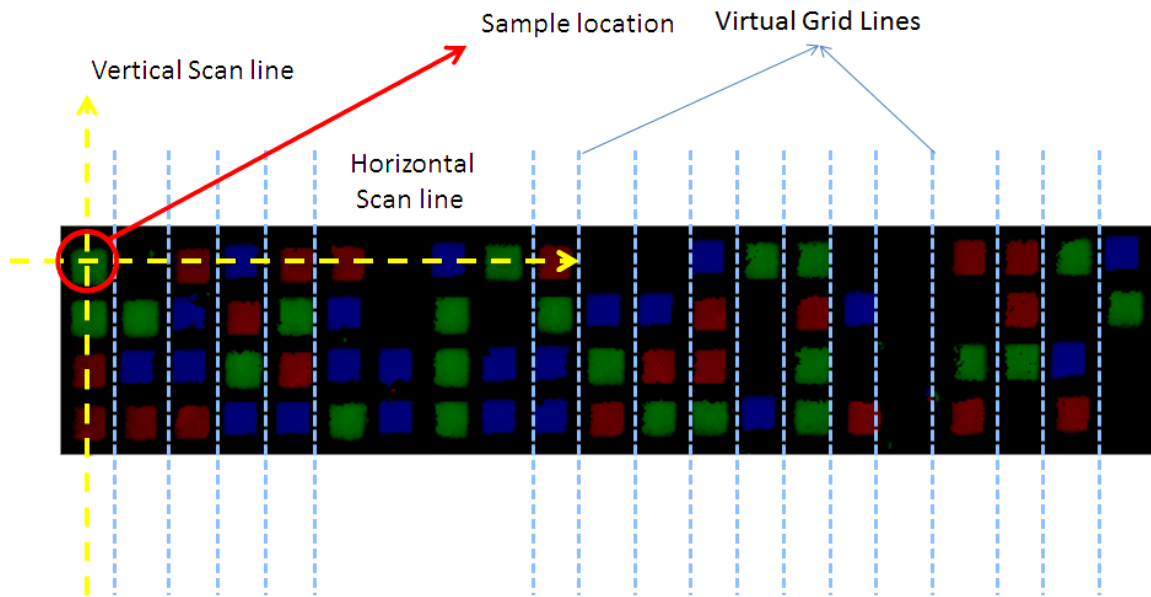 Sample location
Virtual Grid Lines
Vertical Scan line
Horizontal
Scan line